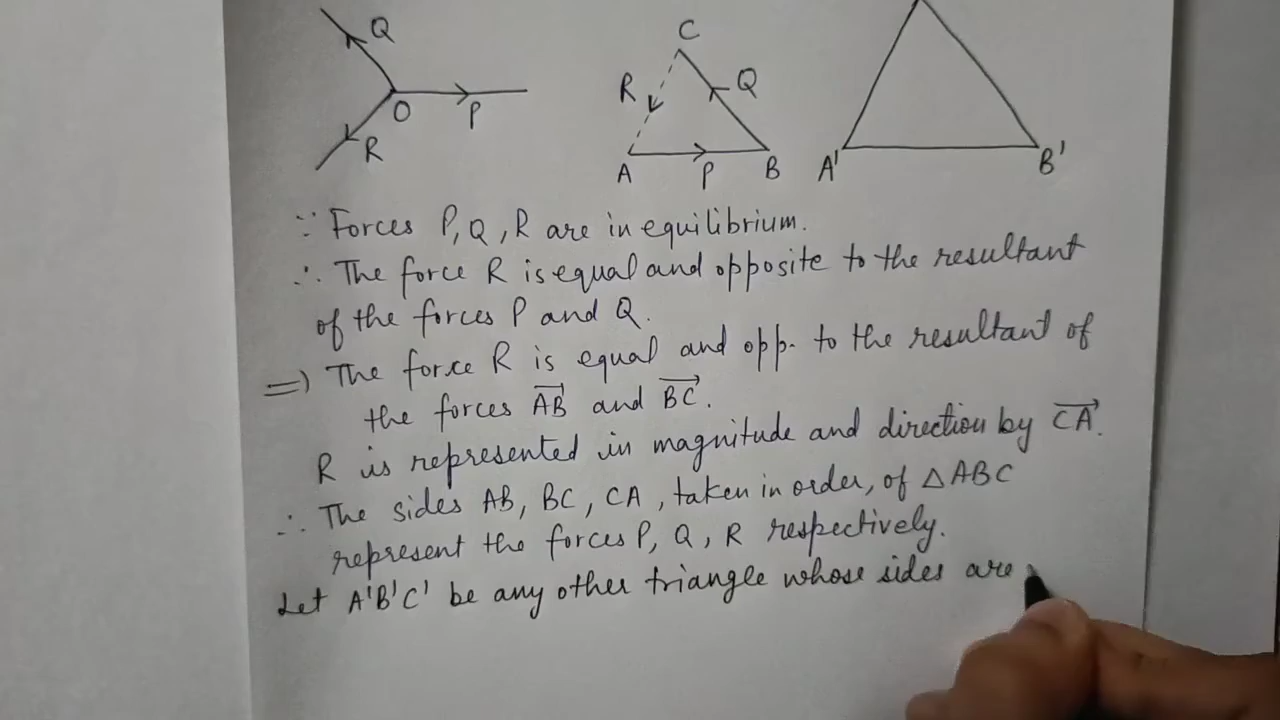 Q
O
P
R
C
R
Q
A
P
B
A'
B'
∵ Forces P, Q, R are in equilibrium.
∴ The force R is equal and opposite to the resultant
of the forces P and Q.
=) The force R is equal and opp. to the resultant of
the forces \overrightarrow{AB} and \overrightarrow{BC}.
R is represented in magnitude and direction by \overrightarrow{CA}.
∴ The sides AB, BC, CA, taken in order, of △ABC
represent the forces P, Q, R respectively.
Let A'B'C' be any other triangle whose sides are